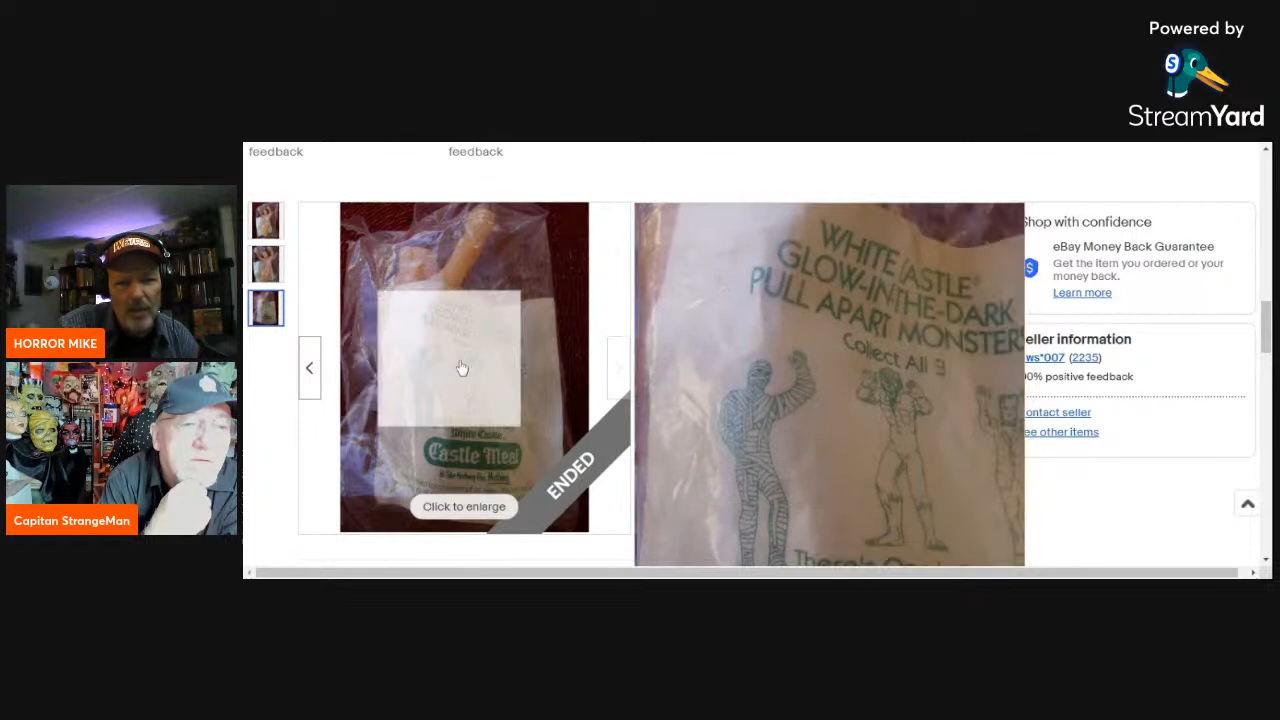 Powered by
StreamYard
feedback
feedback
WHITE CASTLE®
GLOW-IN-THE-DARK
PULL APART MONSTERS
Collect All 3
Castle Meal
Click to enlarge
ENDED
Shop with confidence
eBay Money Back Guarantee
Get the item you ordered or your
money back.
Learn more
eller information
ws*007 (2235)
0% positive feedback
ontact seller
ee other items
HORROR MIKE
Capitan StrangeMan